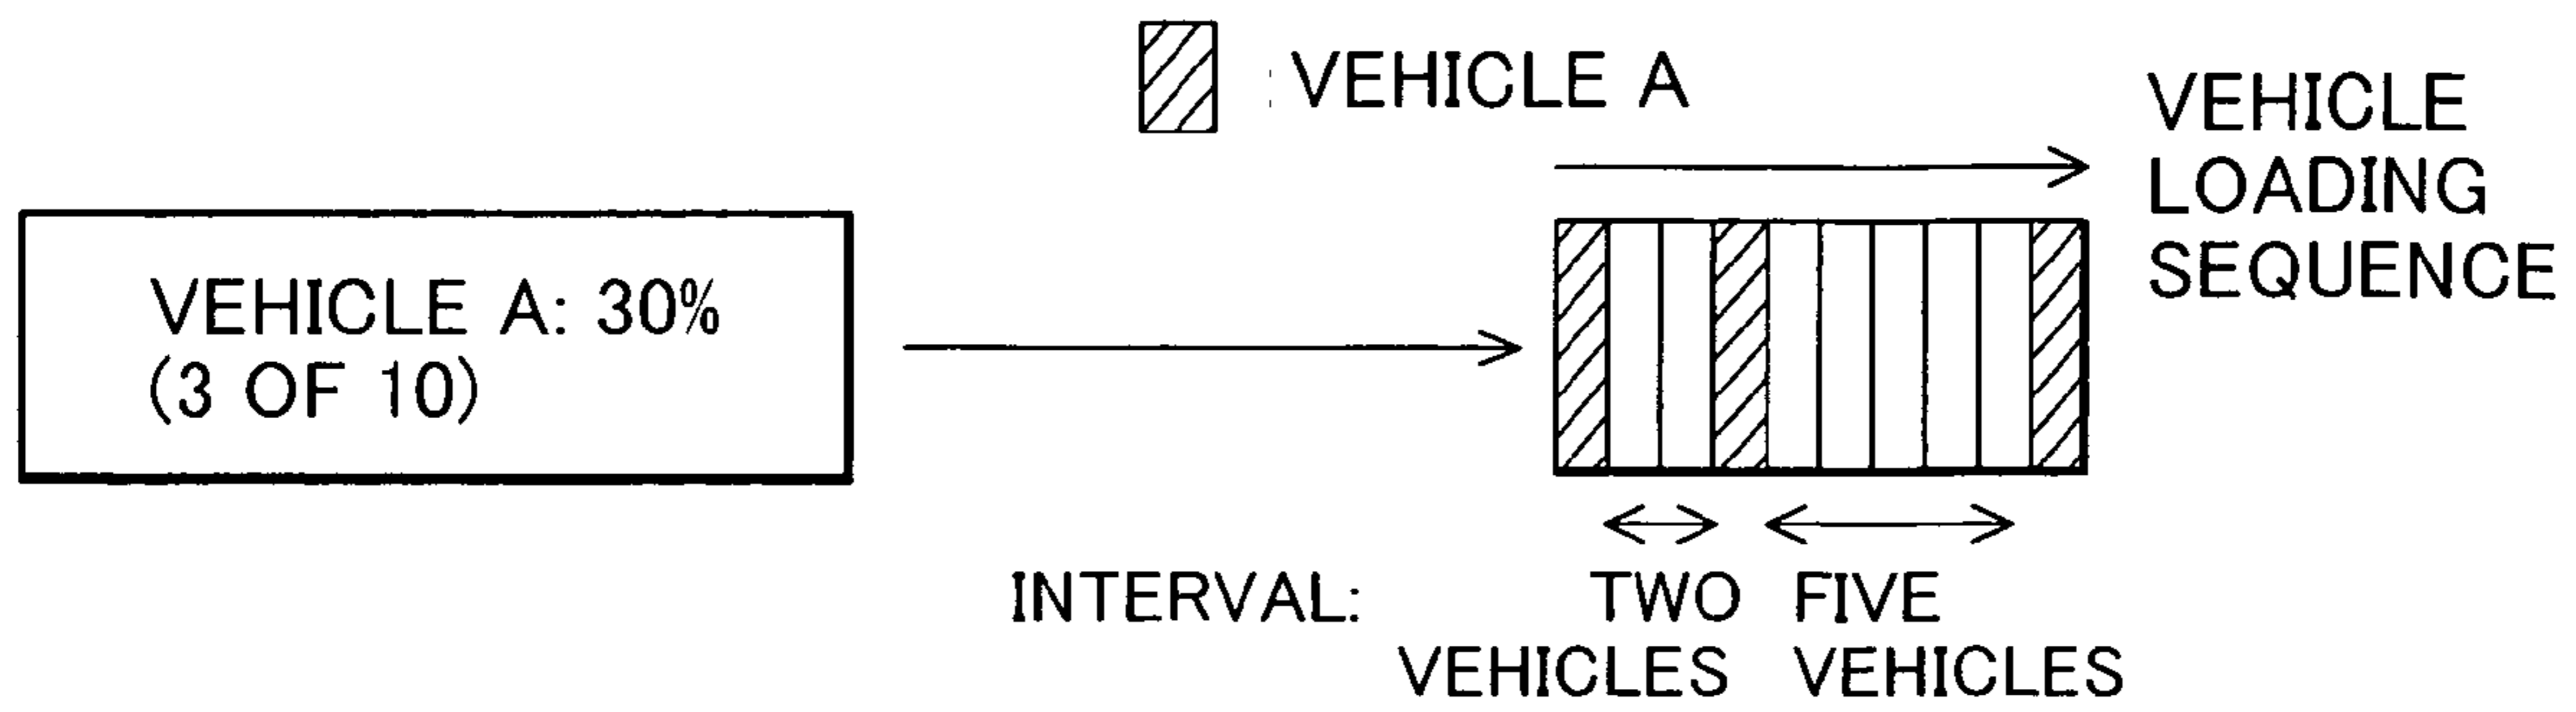 : VEHICLE A
VEHICLE
LOADING
SEQUENCE
VEHICLE A: 30%
(3 OF 10)
INTERVAL: TWO FIVE
VEHICLES VEHICLES